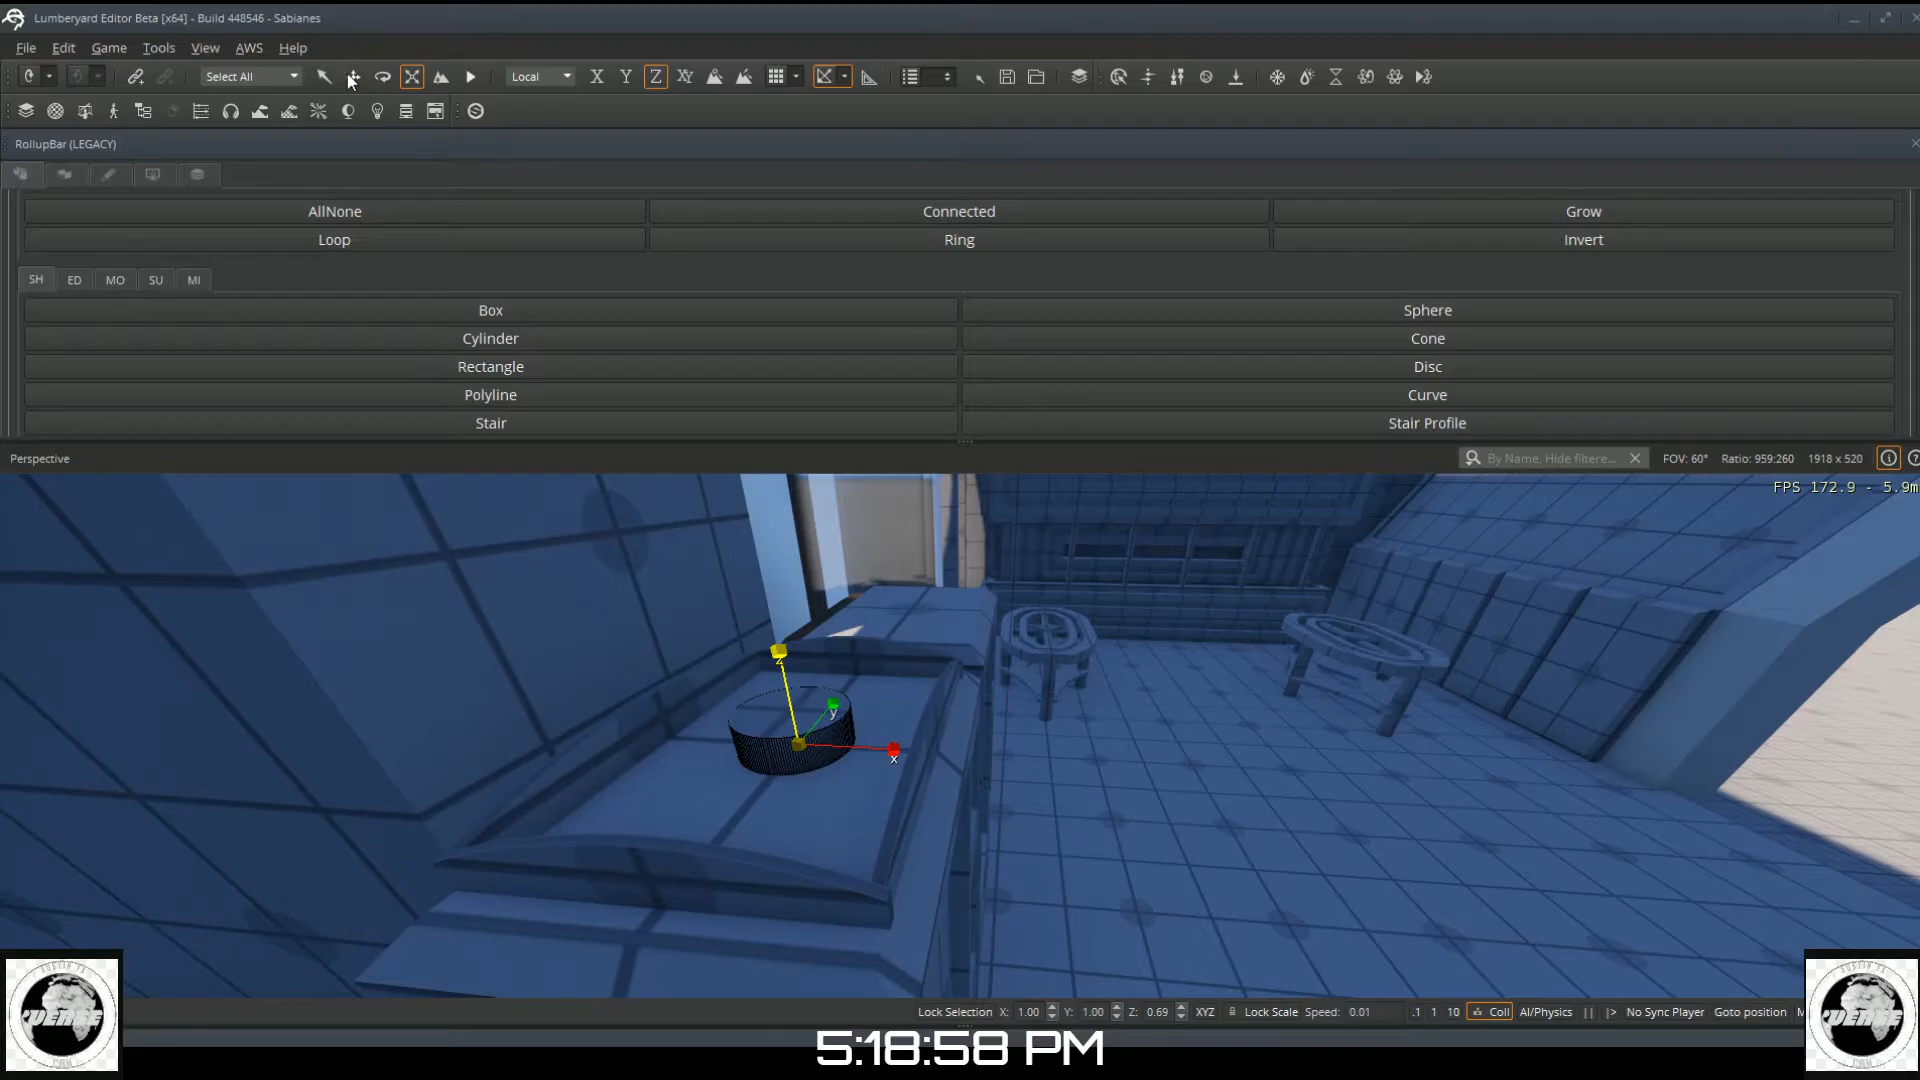 Lumberyard Editor Beta [x64] - Build 448546 - Sabianes
File Edit Game Tools View AWS Help
Select All Local X Y Z XY
RollupBar (LEGACY)
AllNone Connected Grow
Loop Ring Invert
SH ED MO SU MI
Box Sphere
Cylinder Cone
Rectangle Disc
Polyline Curve
Stair Stair Profile
Perspective By Name, Hide filtere... FOV: 60° Ratio: 959:260 1918 x 520
FPS 172.9 - 5.9m
z
y
x
Lock Selection X: 1.00 Y: 1.00 Z: 0.69 XYZ Lock Scale Speed: 0.01 .1 1 10 Coll AI/Physics No Sync Player Goto position
5:18:58 PM
'VERSE
'VERSE